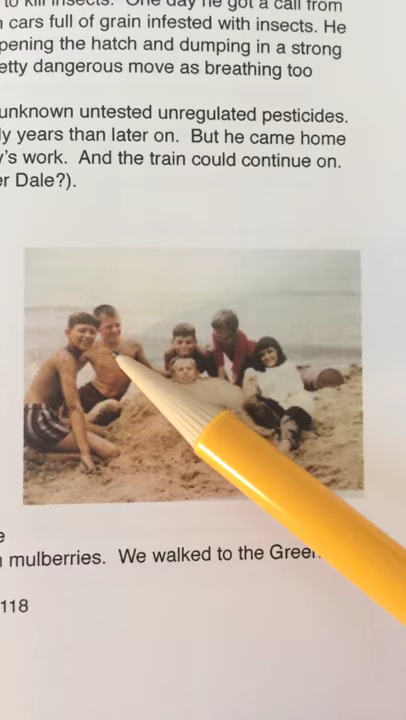 to kill insects. One day he got a call from
cars full of grain infested with insects. He
pening the hatch and dumping in a strong
etty dangerous move as breathing too
unknown untested unregulated pesticides.
ly years than later on. But he came home
y's work. And the train could continue on.
er Dale?).
e
mulberries. We walked to the Green
118